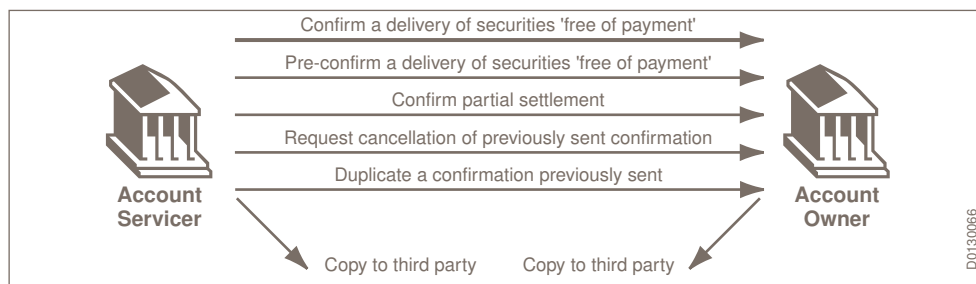 Confirm a delivery of securities 'free of payment'
Pre-confirm a delivery of securities 'free of payment'
Confirm partial settlement
Request cancellation of previously sent confirmation
Duplicate a confirmation previously sent
Account
Servicer
Account
Owner
Copy to third party
Copy to third party
D0130066